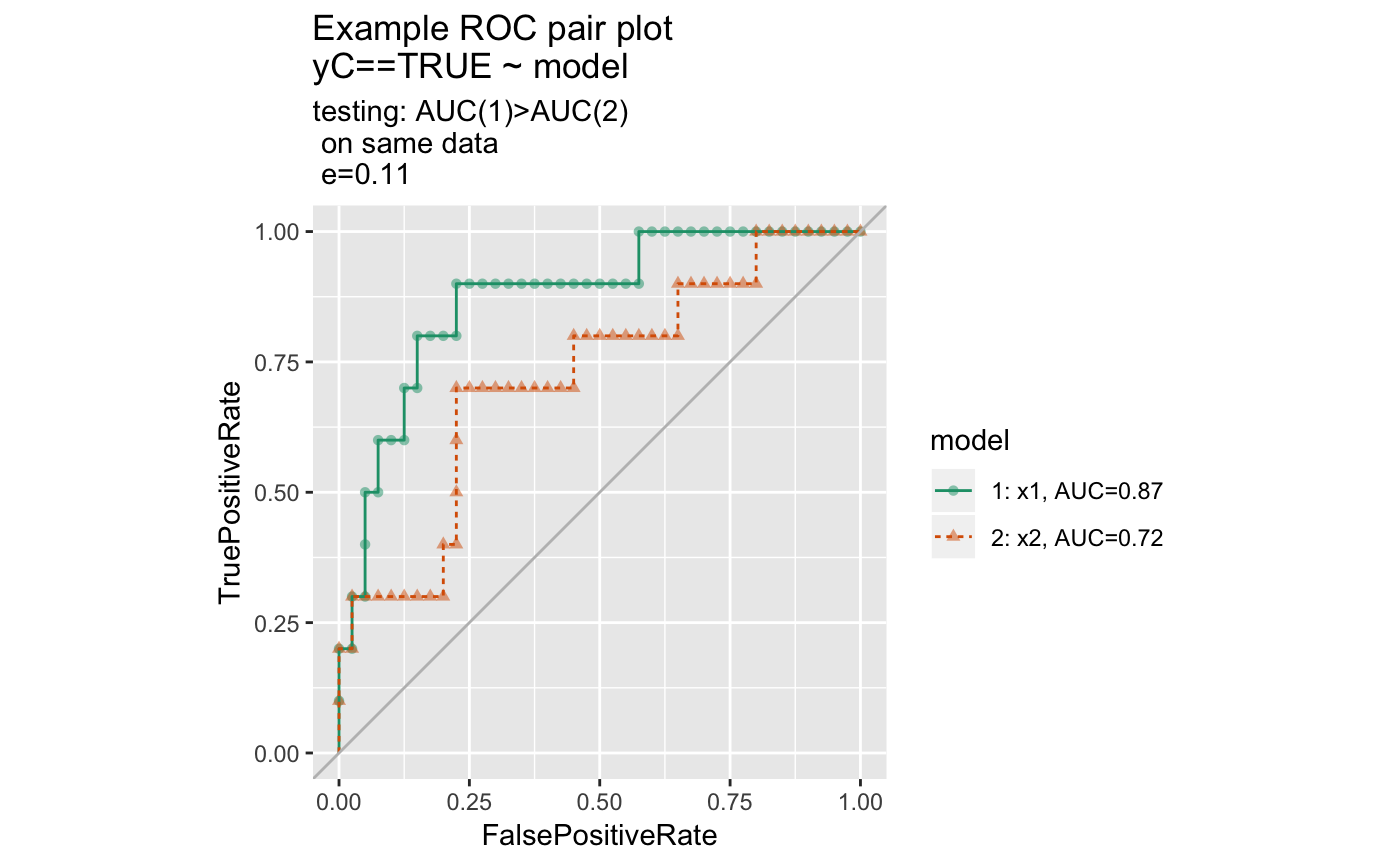 Example ROC pair plot
yC==TRUE ~ model
testing: AUC(1)>AUC(2)
on same data
e=0.11
1.00
0.75
0.50
0.25
0.00
TruePositiveRate
0.00 0.25 0.50 0.75 1.00
FalsePositiveRate
model
1: x1, AUC=0.87
2: x2, AUC=0.72